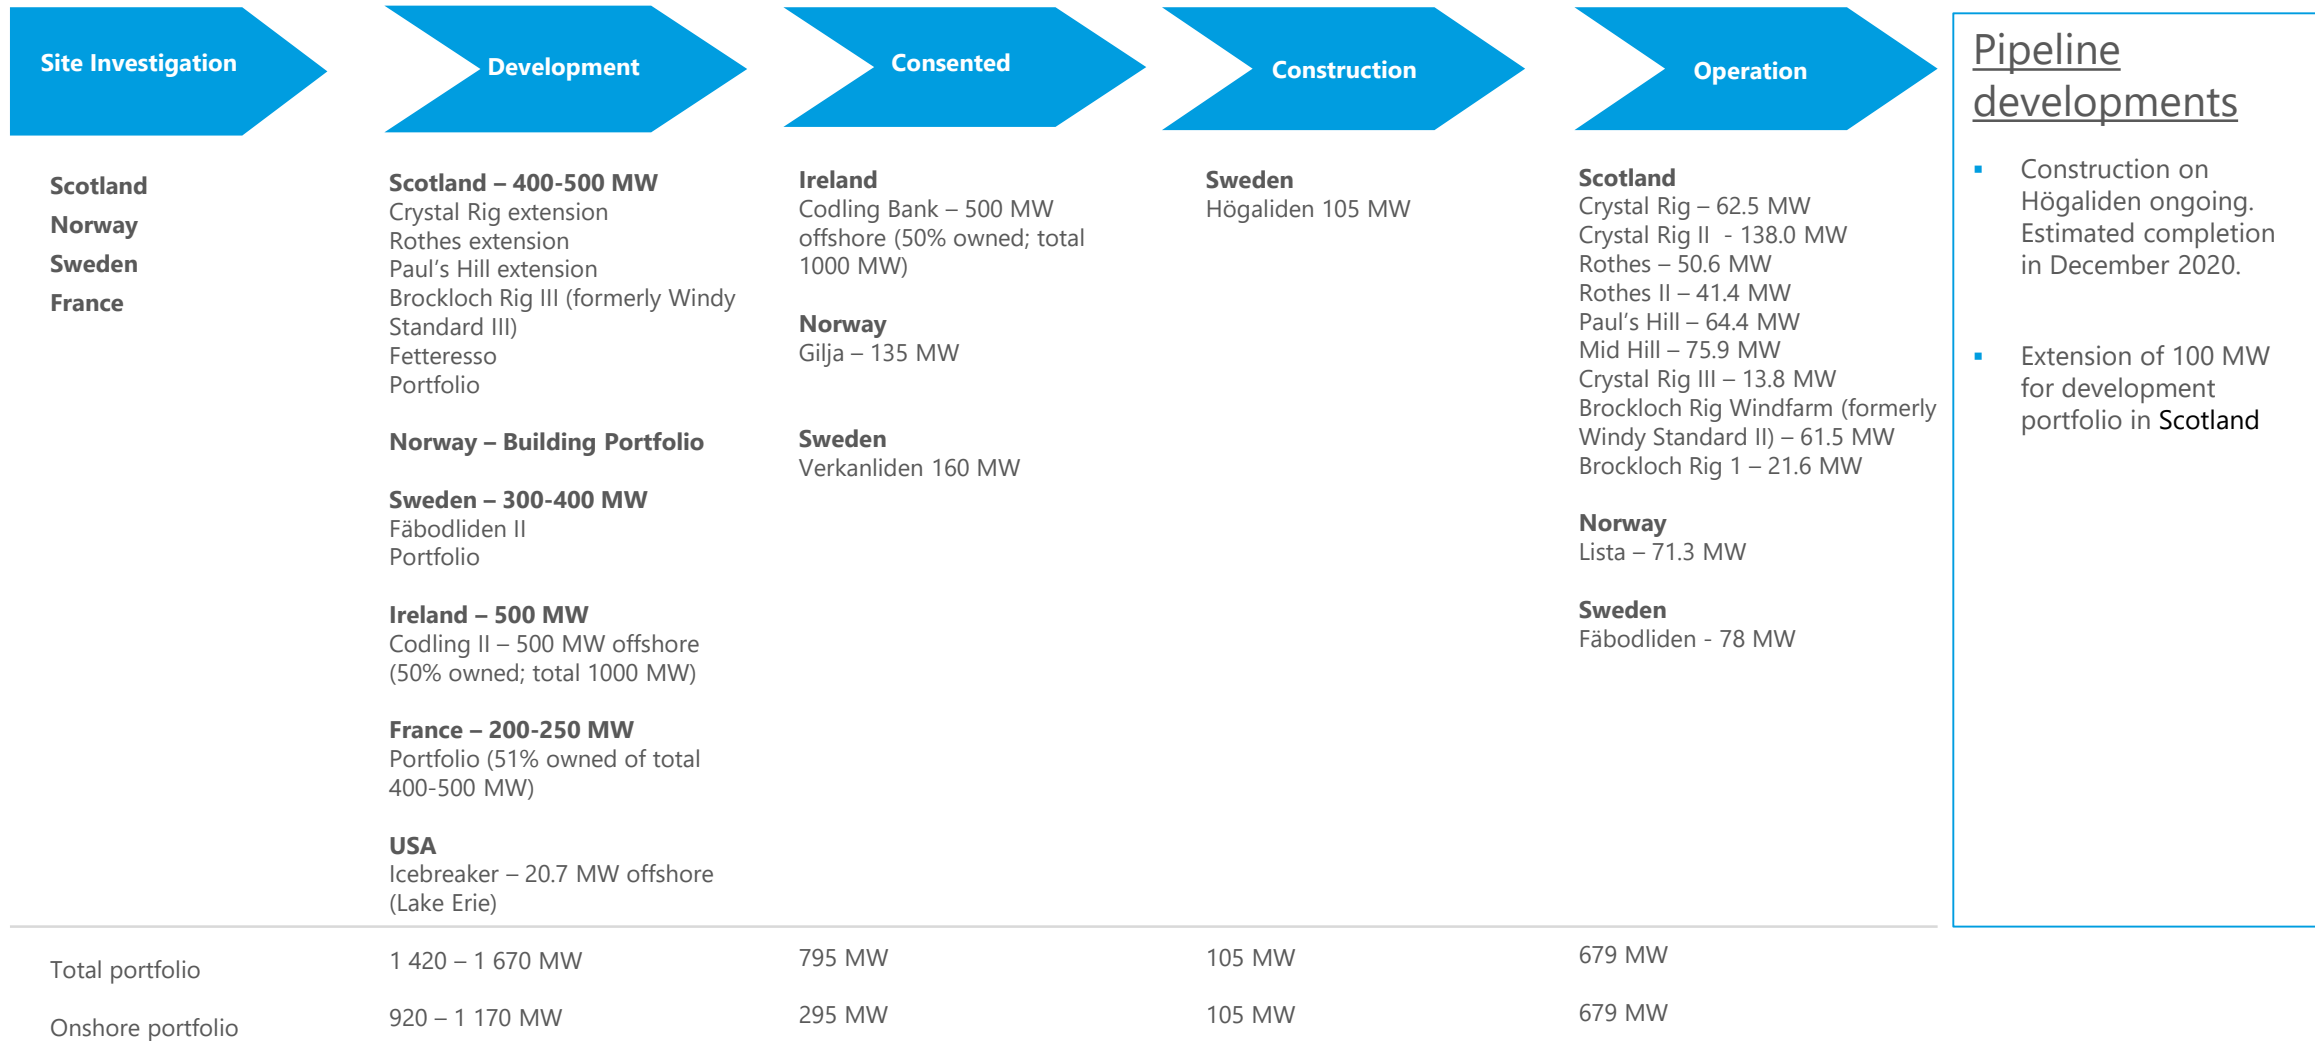 Site Investigation
Development
Consented
Construction
Operation
Scotland
Norway
Sweden
France
Scotland – 400-500 MW
Crystal Rig extension
Rothes extension
Paul's Hill extension
Brockloch Rig III (formerly Windy
Standard III)
Fetteresso
Portfolio
Norway – Building Portfolio
Sweden – 300-400 MW
Fäbodliden II
Portfolio
Ireland – 500 MW
Codling II – 500 MW offshore
(50% owned; total 1000 MW)
France – 200-250 MW
Portfolio (51% owned of total
400-500 MW)
USA
Icebreaker – 20.7 MW offshore
(Lake Erie)
Ireland
Codling Bank – 500 MW
offshore (50% owned; total
1000 MW)
Norway
Gilja – 135 MW
Sweden
Verkanliden 160 MW
Sweden
Högaliden 105 MW
Scotland
Crystal Rig – 62.5 MW
Crystal Rig II - 138.0 MW
Rothes – 50.6 MW
Rothes II – 41.4 MW
Paul's Hill – 64.4 MW
Mid Hill – 75.9 MW
Crystal Rig III – 13.8 MW
Brockloch Rig Windfarm (formerly
Windy Standard II) – 61.5 MW
Brockloch Rig 1 – 21.6 MW
Norway
Lista – 71.3 MW
Sweden
Fäbodliden - 78 MW
Pipeline
developments
▪ Construction on
Högaliden ongoing.
Estimated completion
in December 2020.
▪ Extension of 100 MW
for development
portfolio in Scotland
Total portfolio 1 420 – 1 670 MW 795 MW 105 MW 679 MW
Onshore portfolio 920 – 1 170 MW 295 MW 105 MW 679 MW